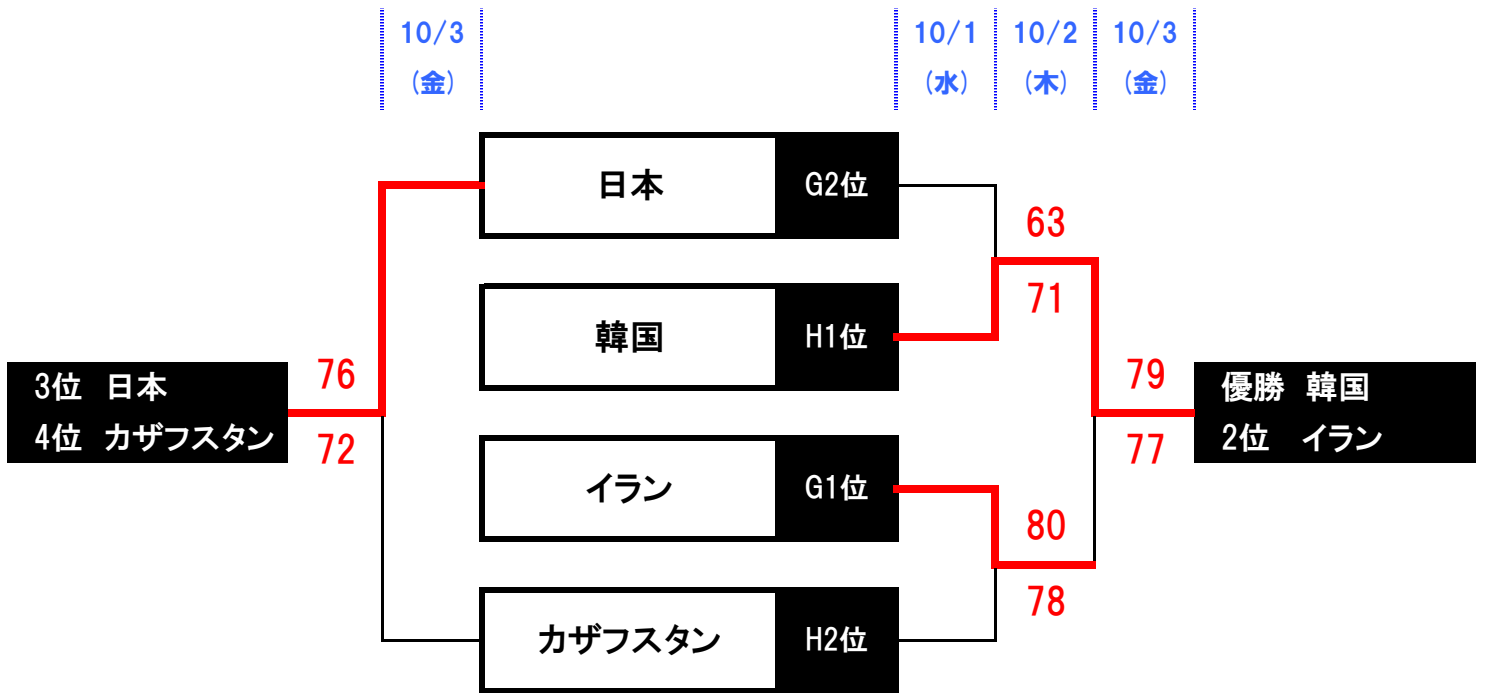 10/3
(金)
10/1
(水)
10/2
(木)
10/3
(金)
日本
G2位
63
韓国
H1位
71
3位 日本
4位 カザフスタン
76
72
79
77
優勝 韓国
2位 イラン
イラン
G1位
80
カザフスタン
H2位
78